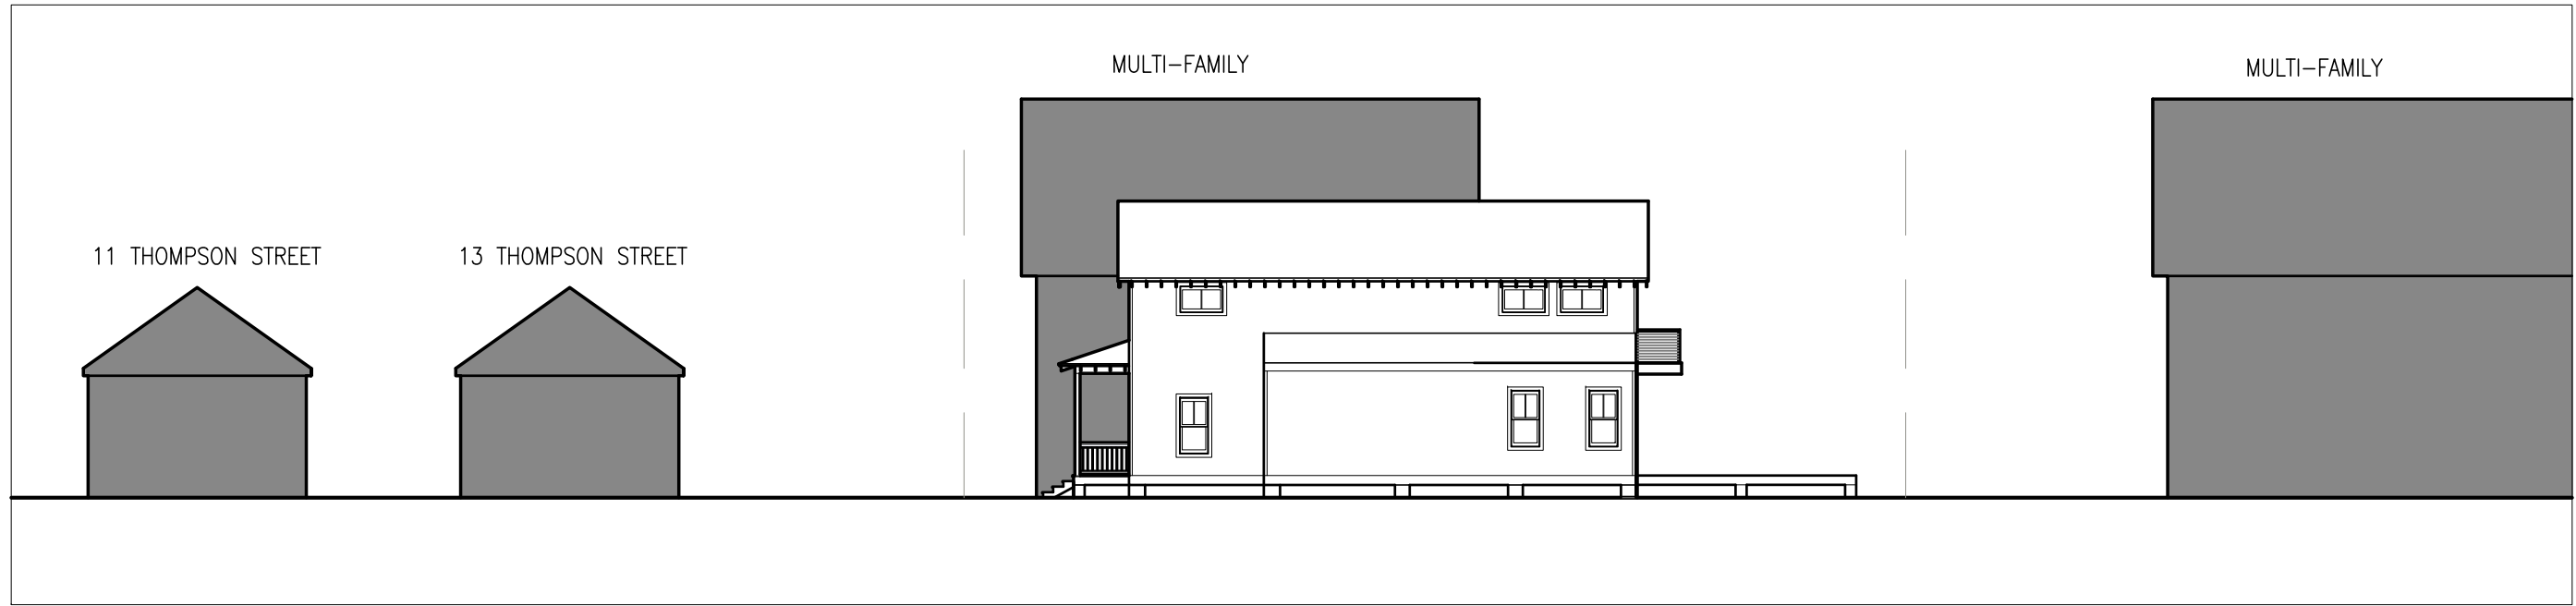 MULTI-FAMILY
MULTI-FAMILY
11 THOMPSON STREET
13 THOMPSON STREET